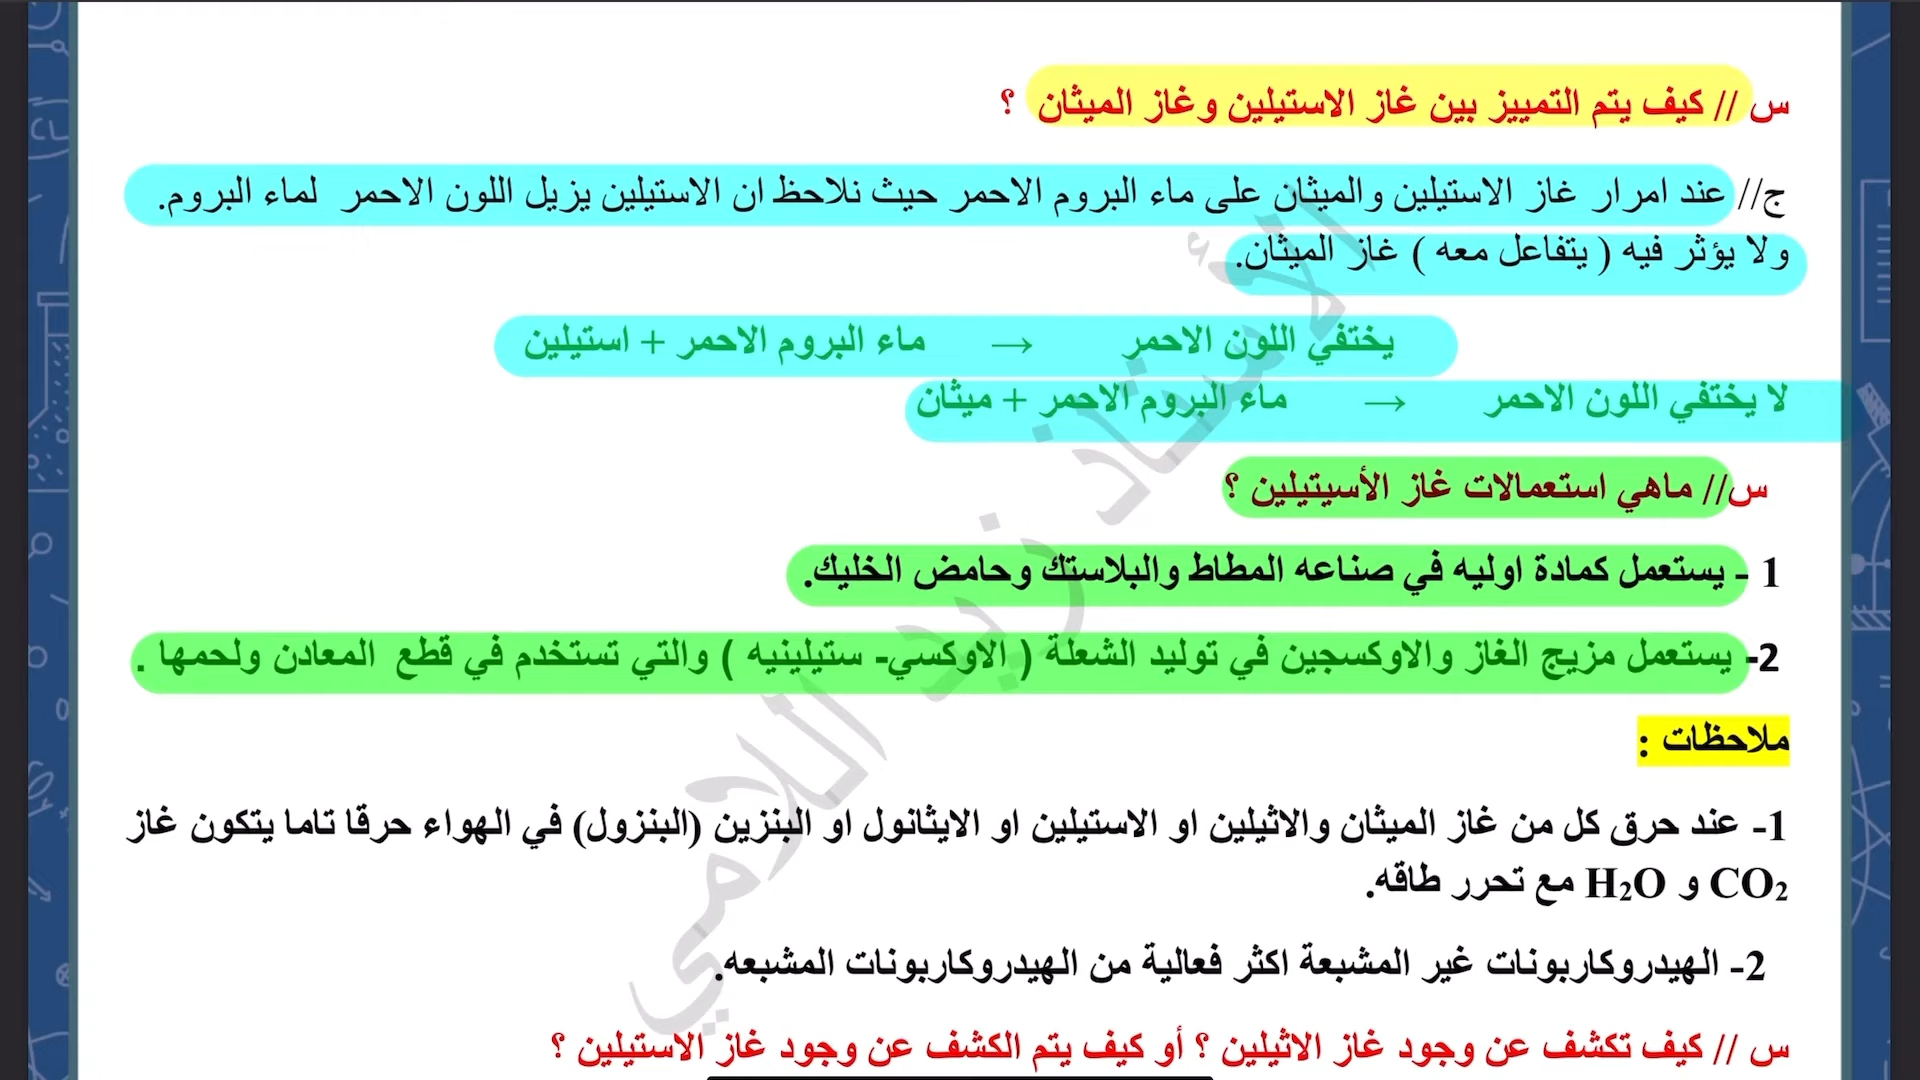 س // كيف يتم التمييز بين غاز الاستيلين وغاز الميثان ؟
ج// عند امرار غاز الاستيلين والميثان على ماء البروم الاحمر حيث نلاحظ ان الاستيلين يزيل اللون الاحمر لماء البروم.
ولا يؤثر فيه ( يتفاعل معه ) غاز الميثان.
ماء البروم الاحمر + استيلين → يختفي اللون الاحمر
ماء البروم الاحمر + ميثان → لا يختفي اللون الاحمر
س// ماهي استعمالات غاز الأسيتيلين ؟
1 - يستعمل كمادة اوليه في صناعه المطاط والبلاستك وحامض الخليك.
2- يستعمل مزيج الغاز والاوكسجين في توليد الشعلة ( الاوكسي- ستيلينيه ) والتي تستخدم في قطع المعادن ولحمها .
ملاحظات :
1- عند حرق كل من غاز الميثان والاثيلين او الاستيلين او الايثانول او البنزين (البنزول) في الهواء حرقا تاما يتكون غاز
CO₂ و H₂O مع تحرر طاقه.
2- الهيدروكاربونات غير المشبعة اكثر فعالية من الهيدروكاربونات المشبعه.
س // كيف تكشف عن وجود غاز الاثيلين ؟ أو كيف يتم الكشف عن وجود غاز الاستيلين ؟
الأستاذ زيد اللامي